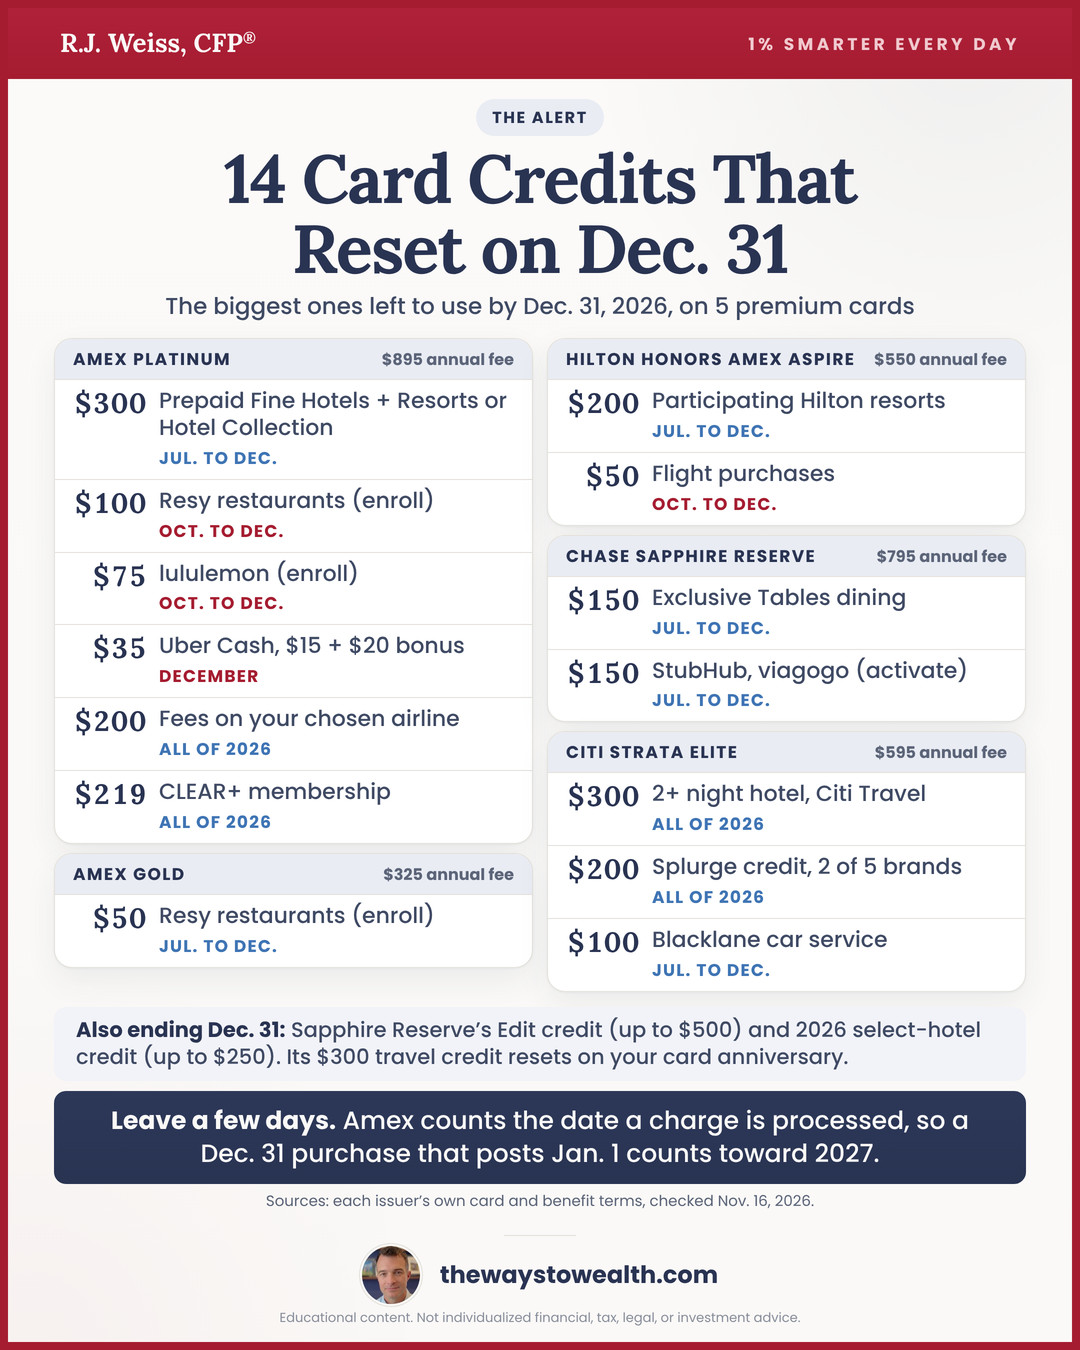 R.J. Weiss, CFP®
1% SMARTER EVERY DAY
THE ALERT
14 Card Credits That
Reset on Dec. 31
The biggest ones left to use by Dec. 31, 2026, on 5 premium cards
AMEX PLATINUM $895 annual fee
$300 Prepaid Fine Hotels + Resorts or
Hotel Collection
JUL. TO DEC.
$100 Resy restaurants (enroll)
OCT. TO DEC.
$75 lululemon (enroll)
OCT. TO DEC.
$35 Uber Cash, $15 + $20 bonus
DECEMBER
$200 Fees on your chosen airline
ALL OF 2026
$219 CLEAR+ membership
ALL OF 2026
AMEX GOLD $325 annual fee
$50 Resy restaurants (enroll)
JUL. TO DEC.
HILTON HONORS AMEX ASPIRE $550 annual fee
$200 Participating Hilton resorts
JUL. TO DEC.
$50 Flight purchases
OCT. TO DEC.
CHASE SAPPHIRE RESERVE $795 annual fee
$150 Exclusive Tables dining
JUL. TO DEC.
$150 StubHub, viagogo (activate)
JUL. TO DEC.
CITI STRATA ELITE $595 annual fee
$300 2+ night hotel, Citi Travel
ALL OF 2026
$200 Splurge credit, 2 of 5 brands
ALL OF 2026
$100 Blacklane car service
JUL. TO DEC.
Also ending Dec. 31: Sapphire Reserve’s Edit credit (up to $500) and 2026 select-hotel
credit (up to $250). Its $300 travel credit resets on your card anniversary.
Leave a few days. Amex counts the date a charge is processed, so a
Dec. 31 purchase that posts Jan. 1 counts toward 2027.
Sources: each issuer’s own card and benefit terms, checked Nov. 16, 2026.
thewaystowealth.com
Educational content. Not individualized financial, tax, legal, or investment advice.